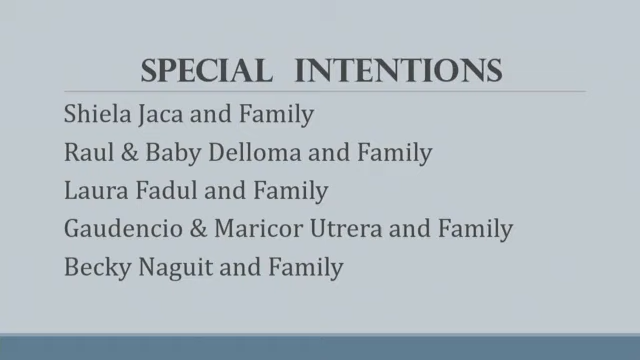 SPECIAL INTENTIONS
Shiela Jaca and Family
Raul & Baby Delloma and Family
Laura Fadul and Family
Gaudencio & Maricor Utrera and Family
Becky Naguit and Family